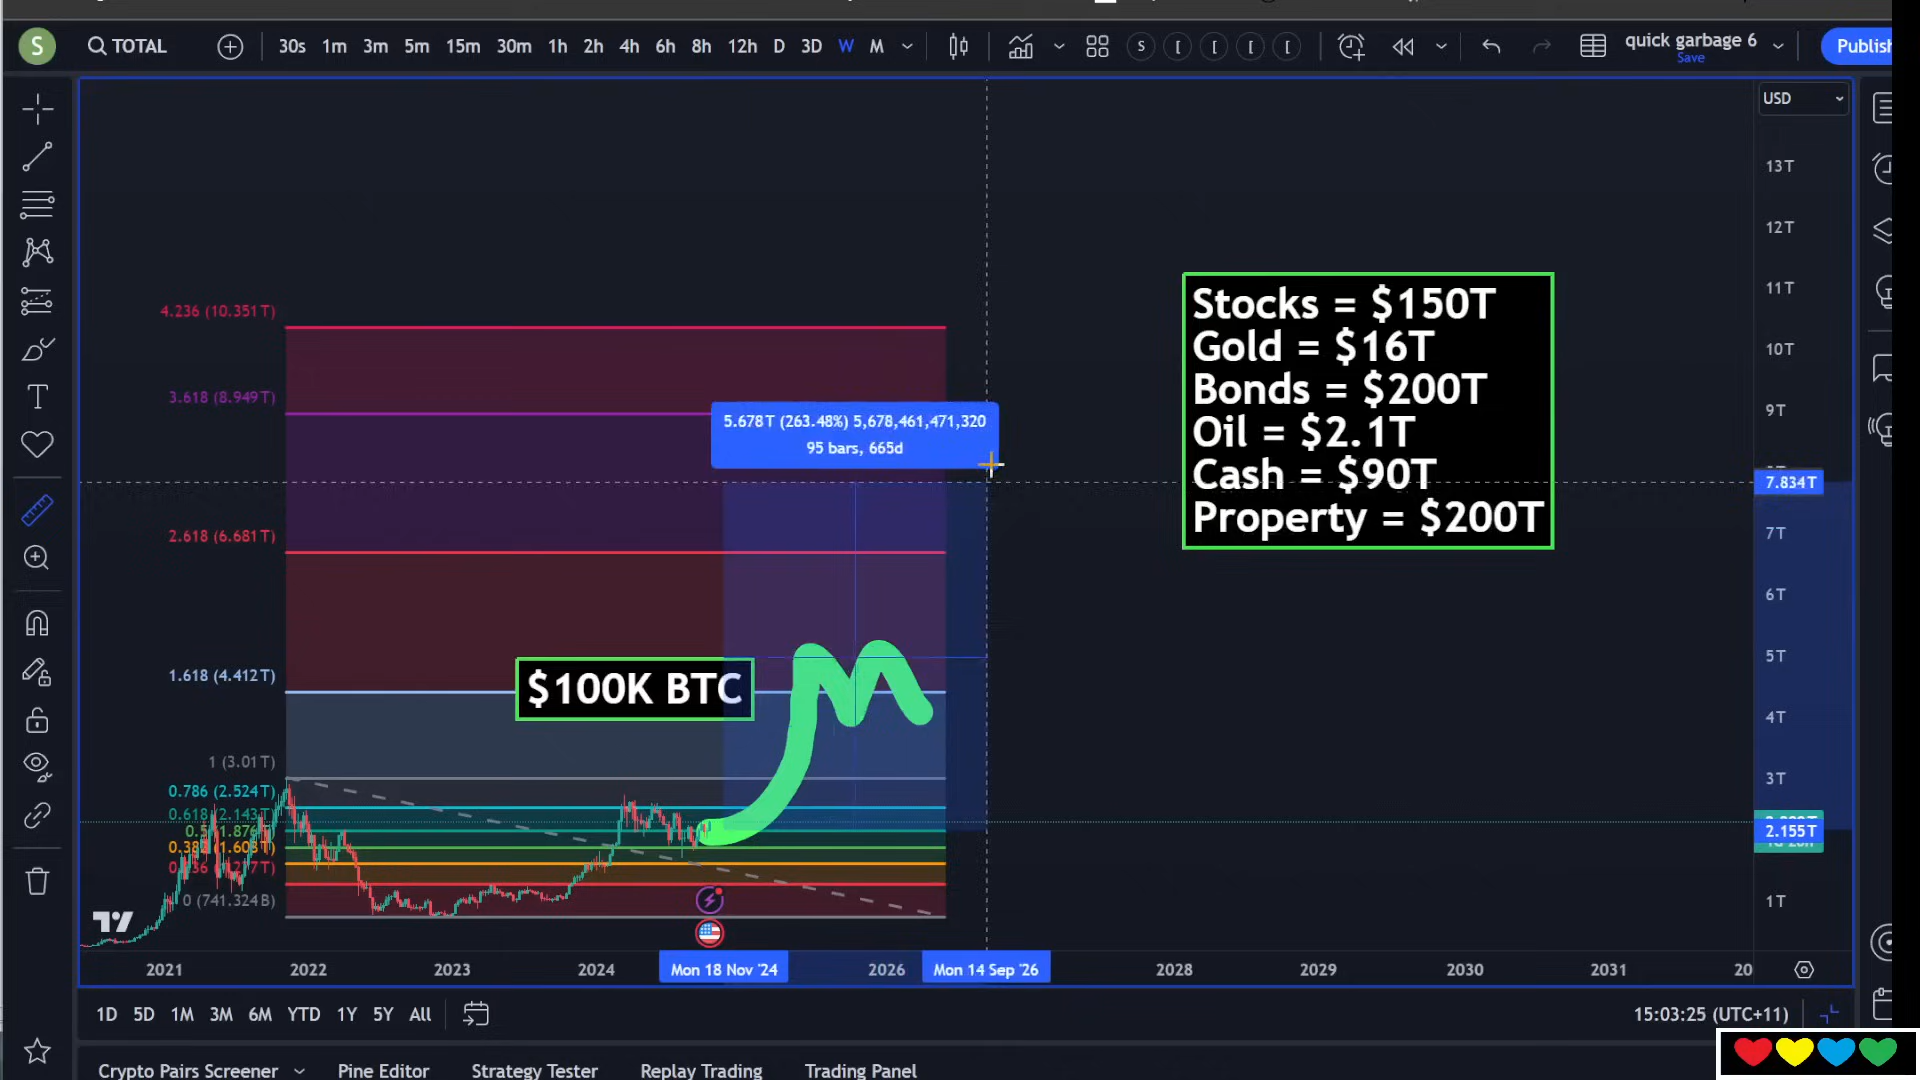 S TOTAL 30s 1m 3m 5m 15m 30m 1h 2h 4h 6h 8h 12h D 3D W M S quick garbage 6 Publish
Save
USD
13T
12T
11T
10T
9T
7.834T
7T
6T
5T
4T
3T
2.155T
1T
4.236 (10.351T)
3.618 (8.949T)
2.618 (6.681T)
1.618 (4.412T)
1 (3.01T)
0.786 (2.524T)
0.618 (2.143T)
0 (741.324B)
5.678T (263.48%) 5,678,461,471,320
95 bars, 665d
Stocks = $150T
Gold = $16T
Bonds = $200T
Oil = $2.1T
Cash = $90T
Property = $200T
$100K BTC
2021 2022 2023 2024 Mon 18 Nov '24 2026 Mon 14 Sep '26 2028 2029 2030 2031 20
1D 5D 1M 3M 6M YTD 1Y 5Y All 15:03:25 (UTC+11)
Crypto Pairs Screener Pine Editor Strategy Tester Replay Trading Trading Panel